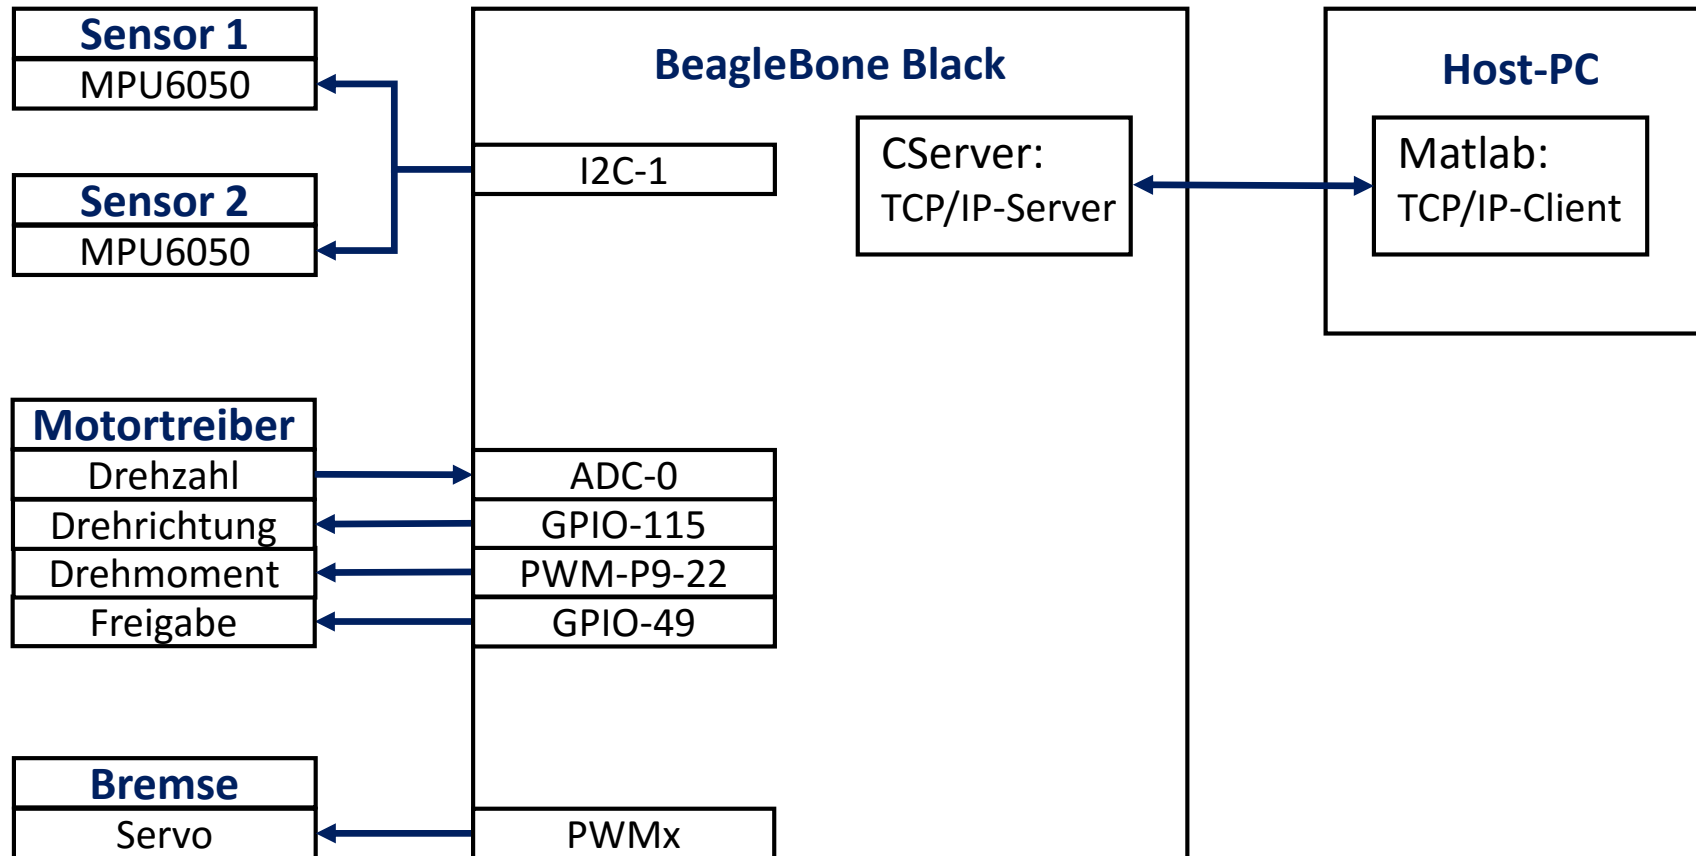 Sensor 1
MPU6050
Sensor 2
MPU6050
Motortreiber
Drehzahl
Drehrichtung
Drehmoment
Freigabe
Bremse
Servo
BeagleBone Black
I2C-1
ADC-0
GPIO-115
PWM-P9-22
GPIO-49
PWMx
CServer:
TCP/IP-Server
Host-PC
Matlab:
TCP/IP-Client